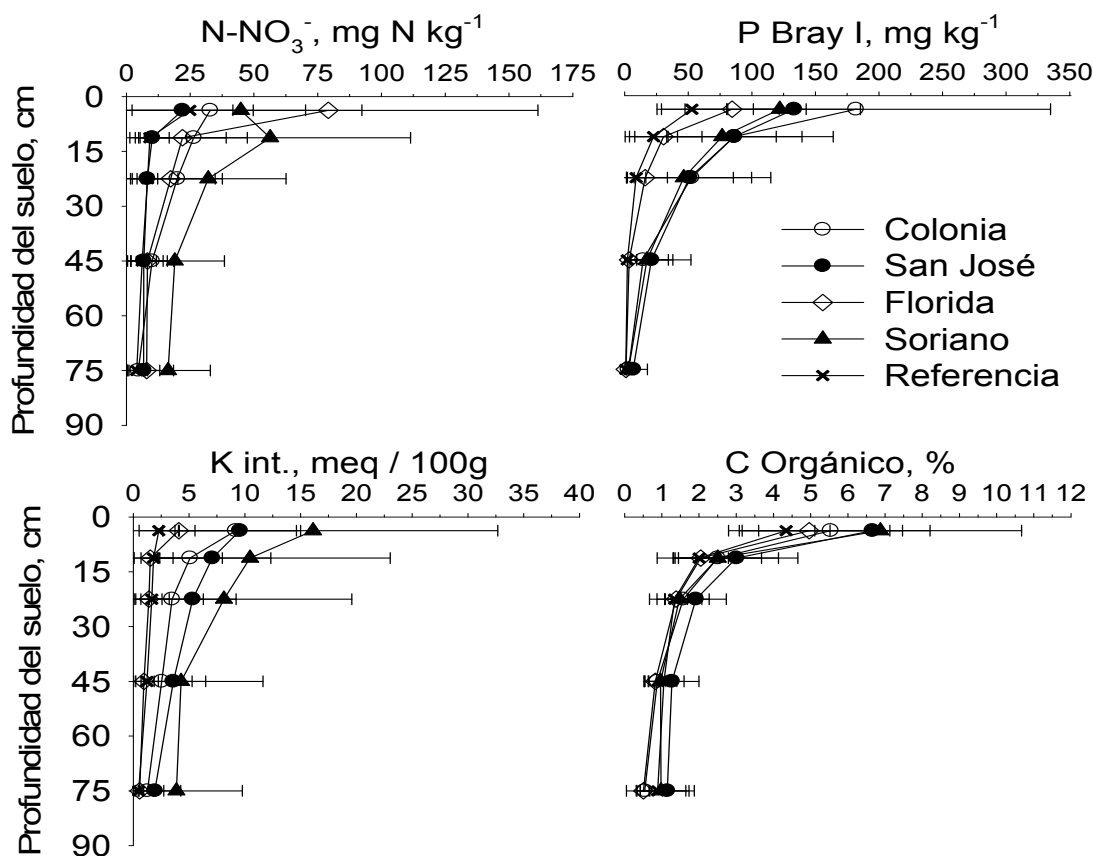 N-NO₃⁻, mg N kg⁻¹
0 25 50 75 100 125 150 175
Profundidad del suelo, cm
0
15
30
45
60
75
90
P Bray I, mg kg⁻¹
0 50 100 150 200 250 300 350
Colonia
San José
Florida
Soriano
Referencia
K int., meq / 100g
0 5 10 15 20 25 30 35 40
Profundidad del suelo, cm
0
15
30
45
60
75
90
C Orgánico, %
0 1 2 3 4 5 6 7 8 9 10 11 12